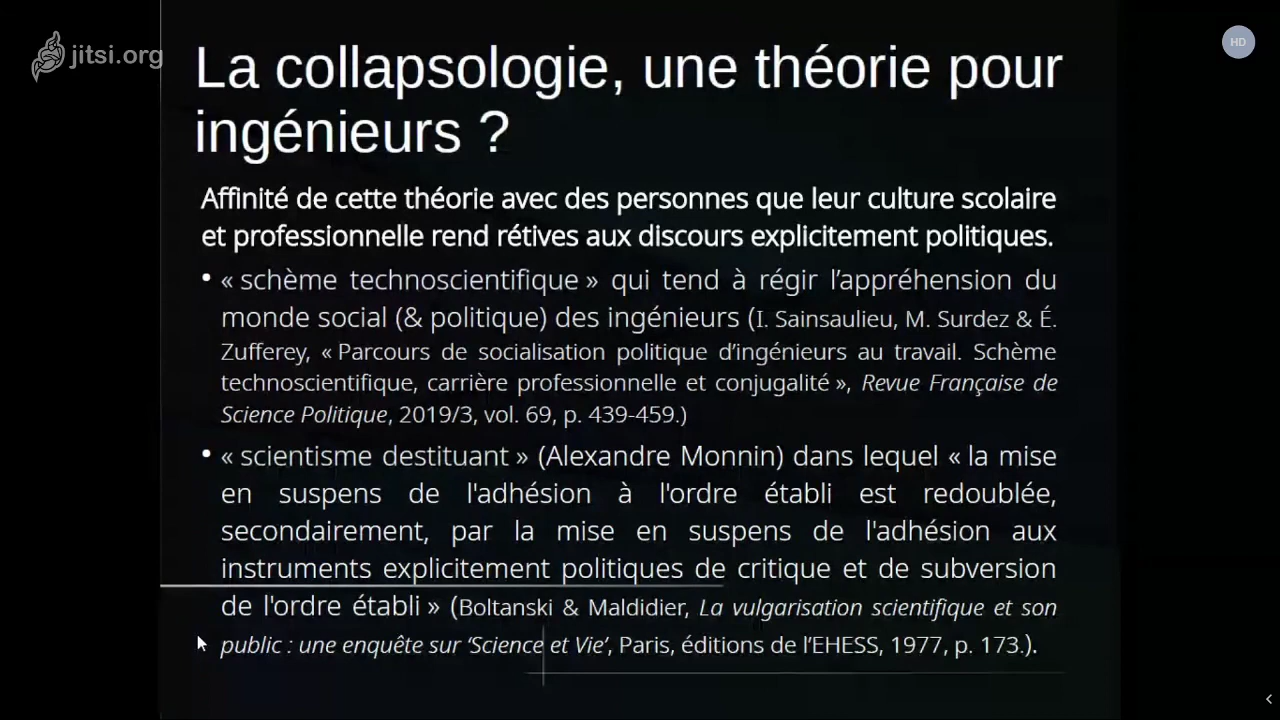 jitsi.org
HD
La collapsologie, une théorie pour
ingénieurs ?
Affinité de cette théorie avec des personnes que leur culture scolaire
et professionnelle rend rétives aux discours explicitement politiques.
• « schème technoscientifique » qui tend à régir l’appréhension du
monde social (& politique) des ingénieurs (I. Sainsaulieu, M. Surdez & É.
Zufferey, « Parcours de socialisation politique d’ingénieurs au travail. Schème
technoscientifique, carrière professionnelle et conjugalité », Revue Française de
Science Politique, 2019/3, vol. 69, p. 439-459.)
• « scientisme destituant » (Alexandre Monnin) dans lequel « la mise
en suspens de l'adhésion à l'ordre établi est redoublée,
secondairement, par la mise en suspens de l'adhésion aux
instruments explicitement politiques de critique et de subversion
de l'ordre établi » (Boltanski & Maldidier, La vulgarisation scientifique et son
public : une enquête sur ‘Science et Vie’, Paris, éditions de l’EHESS, 1977, p. 173.).